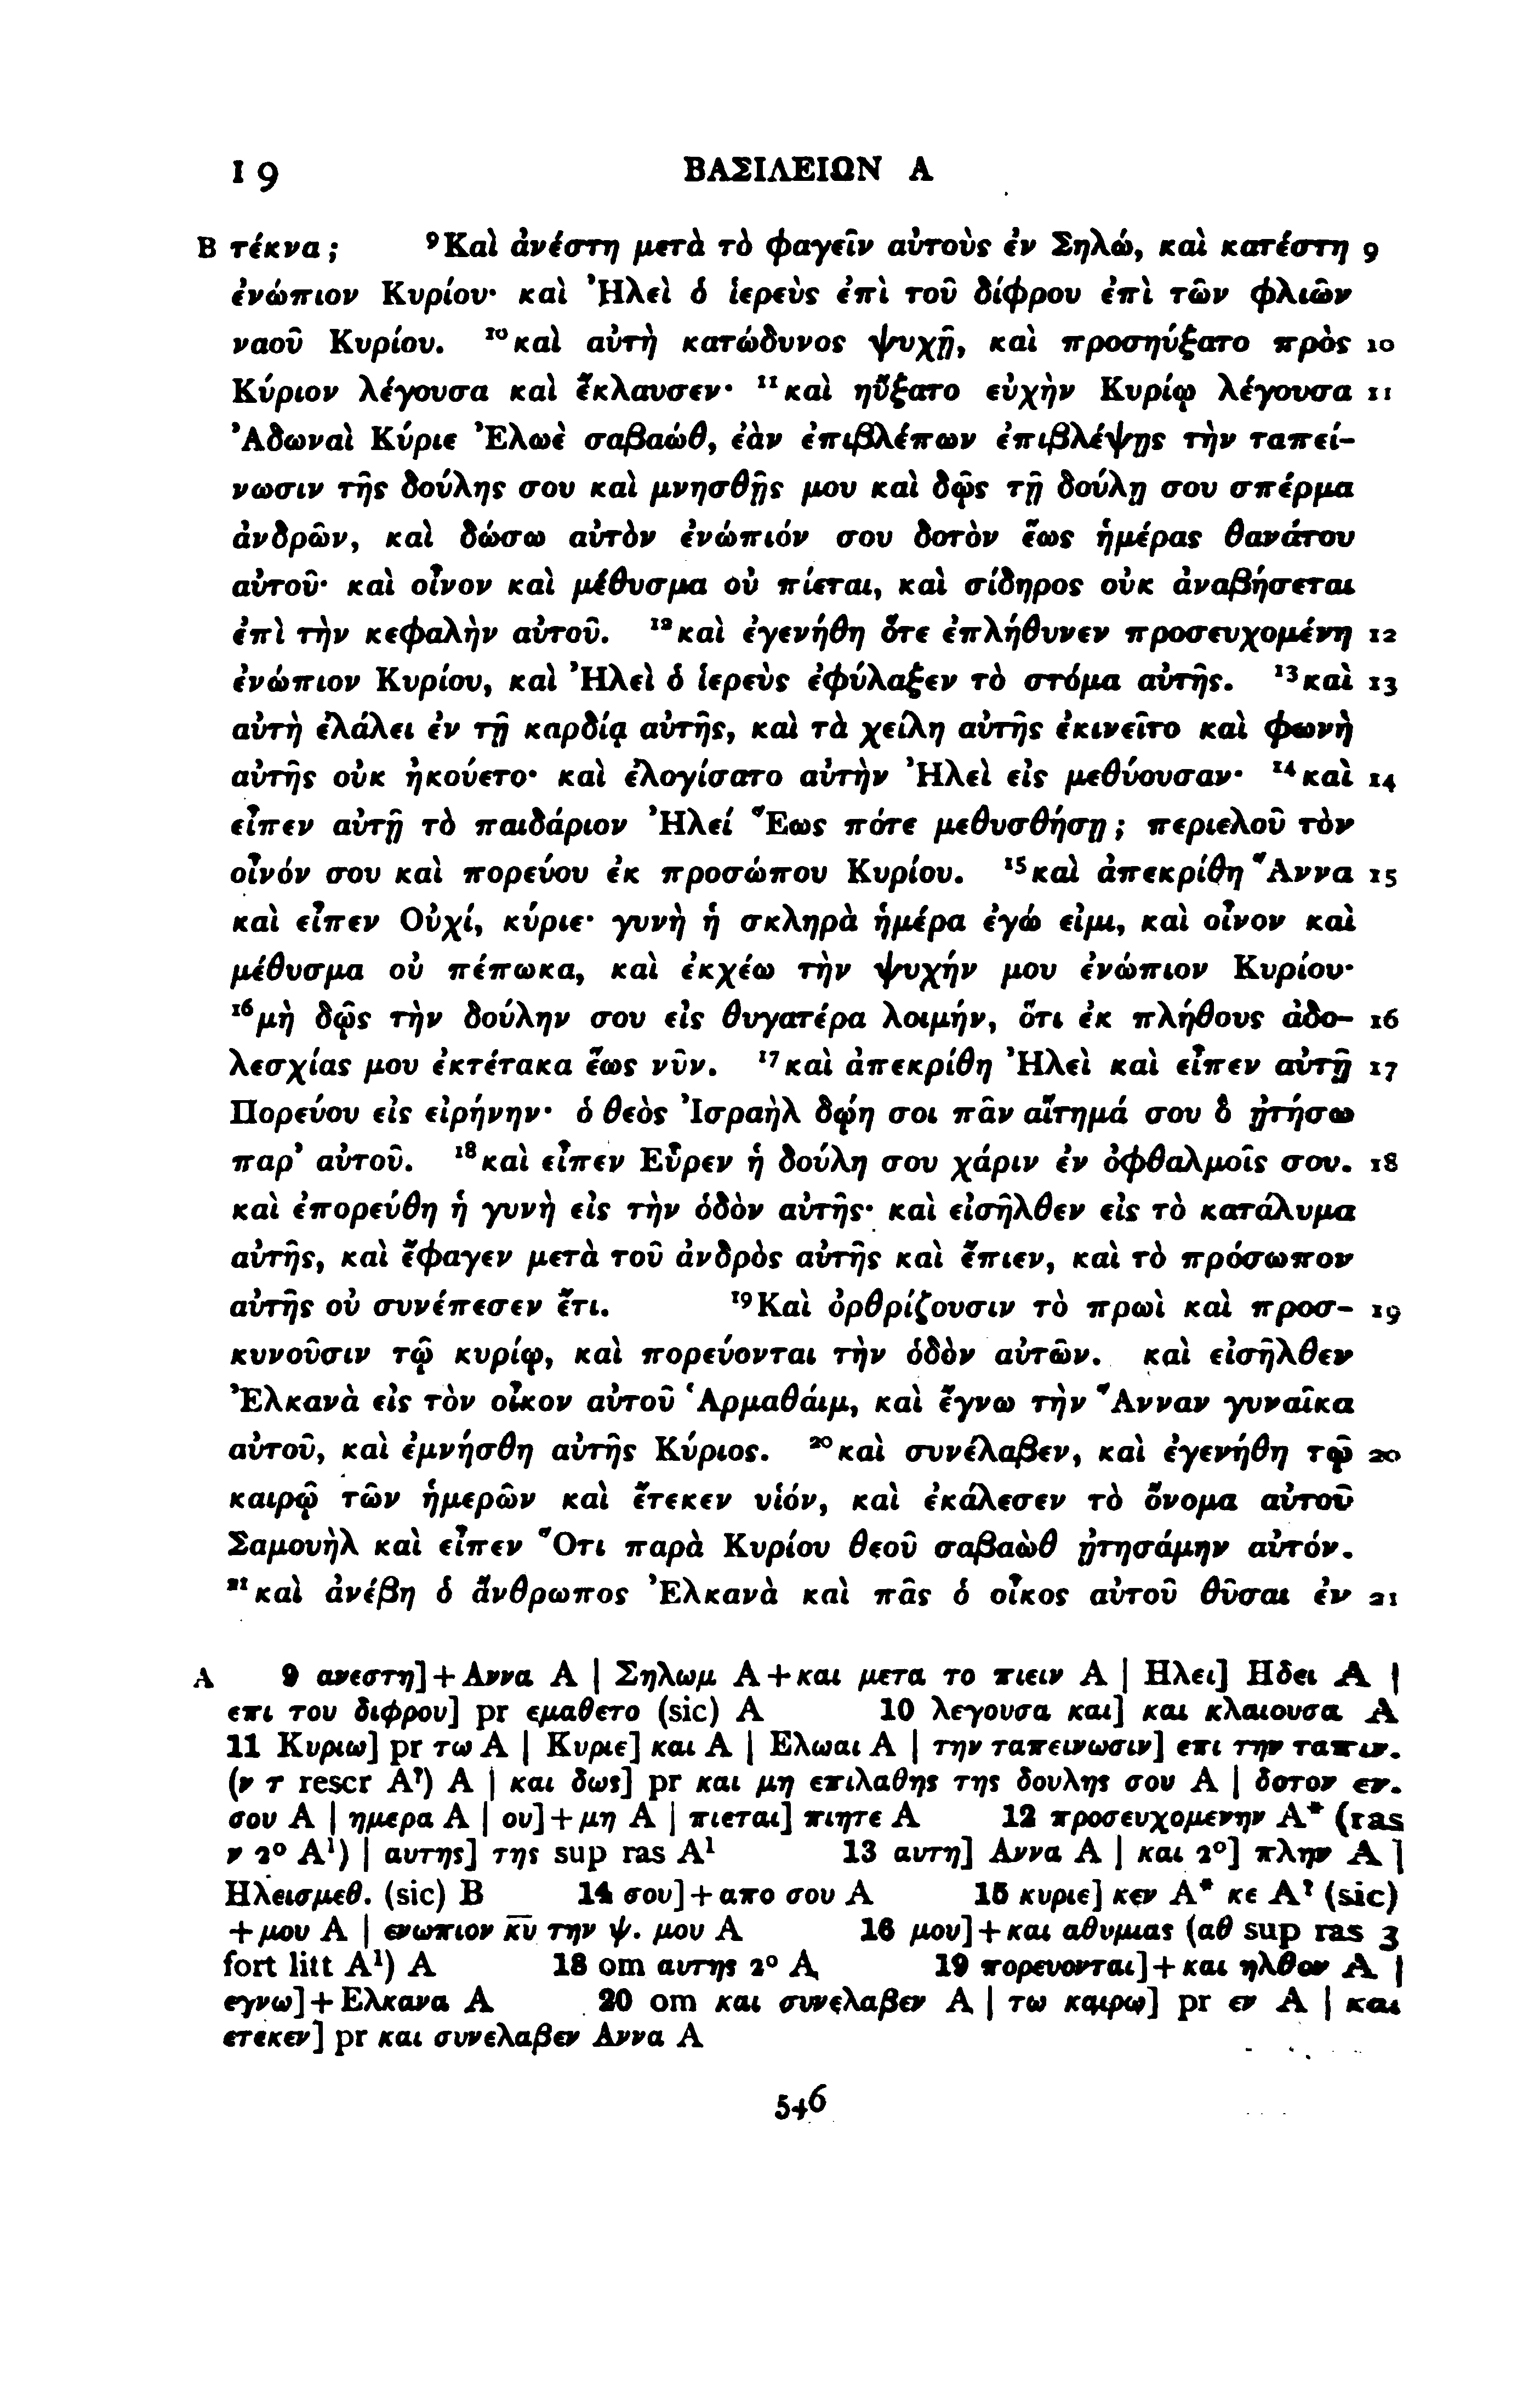 I 9 ΒΑΣΙΛΕΙΩΝ Α
B τέκνα; ⁹Καὶ ἀνέστη μετὰ τὸ φαγεῖν αὐτοὺς ἐν Σηλώ, καὶ κατέστη 9
ἐνώπιον Κυρίου· καὶ Ἠλεὶ ὁ ἱερεὺς ἐπὶ τοῦ δίφρου ἐπὶ τῶν φλιῶν
ναοῦ Κυρίου. ¹⁰καὶ αὐτὴ κατώδυνος ψυχῇ, καὶ προσηύξατο πρὸς 10
Κύριον λέγουσα καὶ ἔκλαυσεν· ¹¹καὶ ηὔξατο εὐχὴν Κυρίῳ λέγουσα 11
Ἀδωναὶ Κύριε Ἐλωὲ σαβαώθ, ἐὰν ἐπιβλέπων ἐπιβλέψῃς τὴν ταπεί-
νωσιν τῆς δούλης σου καὶ μνησθῇς μου καὶ δῷς τῇ δούλῃ σου σπέρμα
ἀνδρῶν, καὶ δώσω αὐτὸν ἐνώπιόν σου δοτὸν ἕως ἡμέρας θανάτου
αὐτοῦ· καὶ οἶνον καὶ μέθυσμα οὐ πίεται, καὶ σίδηρος οὐκ ἀναβήσεται
ἐπὶ τὴν κεφαλὴν αὐτοῦ. ¹²καὶ ἐγενήθη ὅτε ἐπλήθυνεν προσευχομένη 12
ἐνώπιον Κυρίου, καὶ Ἠλεὶ ὁ ἱερεὺς ἐφύλαξεν τὸ στόμα αὐτῆς. ¹³καὶ 13
αὐτὴ ἐλάλει ἐν τῇ καρδίᾳ αὐτῆς, καὶ τὰ χείλη αὐτῆς ἐκινεῖτο καὶ φωνὴ
αὐτῆς οὐκ ἠκούετο· καὶ ἐλογίσατο αὐτὴν Ἠλεὶ εἰς μεθύουσαν· ¹⁴καὶ 14
εἶπεν αὐτῇ τὸ παιδάριον Ἠλεί Ἕως πότε μεθυσθήσῃ; περιελοῦ τὸν
οἶνόν σου καὶ πορεύου ἐκ προσώπου Κυρίου. ¹⁵καὶ ἀπεκρίθη Ἅννα 15
καὶ εἶπεν Οὐχί, κύριε· γυνὴ ἡ σκληρὰ ἡμέρα ἐγώ εἰμι, καὶ οἶνον καὶ
μέθυσμα οὐ πέπωκα, καὶ ἐκχέω τὴν ψυχήν μου ἐνώπιον Κυρίου·
¹⁶μὴ δῷς τὴν δούλην σου εἰς θυγατέρα λοιμήν, ὅτι ἐκ πλήθους ἀδο- 16
λεσχίας μου ἐκτέτακα ἕως νῦν. ¹⁷καὶ ἀπεκρίθη Ἠλεὶ καὶ εἶπεν αὐτῇ 17
Πορεύου εἰς εἰρήνην· ὁ θεὸς Ἰσραὴλ δῴη σοι πᾶν αἴτημά σου ὃ ᾐτήσω
παρ’ αὐτοῦ. ¹⁸καὶ εἶπεν Εὗρεν ἡ δούλη σου χάριν ἐν ὀφθαλμοῖς σου. 18
καὶ ἐπορεύθη ἡ γυνὴ εἰς τὴν ὁδὸν αὐτῆς· καὶ εἰσῆλθεν εἰς τὸ κατάλυμα
αὐτῆς, καὶ ἔφαγεν μετὰ τοῦ ἀνδρὸς αὐτῆς καὶ ἔπιεν, καὶ τὸ πρόσωπον
αὐτῆς οὐ συνέπεσεν ἔτι. ¹⁹Καὶ ὀρθρίζουσιν τὸ πρωὶ καὶ προσ- 19
κυνοῦσιν τῷ κυρίῳ, καὶ πορεύονται τὴν ὁδὸν αὐτῶν. καὶ εἰσῆλθεν
Ἐλκανὰ εἰς τὸν οἶκον αὐτοῦ Ἁρμαθάιμ, καὶ ἔγνω τὴν Ἅνναν γυναῖκα
αὐτοῦ, καὶ ἐμνήσθη αὐτῆς Κύριος. ²⁰καὶ συνέλαβεν, καὶ ἐγενήθη τῷ 20
καιρῷ τῶν ἡμερῶν καὶ ἔτεκεν υἱόν, καὶ ἐκάλεσεν τὸ ὄνομα αὐτοῦ
Σαμουὴλ καὶ εἶπεν Ὅτι παρὰ Κυρίου θεοῦ σαβαὼθ ᾐτησάμην αὐτόν.
²¹καὶ ἀνέβη ὁ ἄνθρωπος Ἐλκανὰ καὶ πᾶς ὁ οἶκος αὐτοῦ θῦσαι ἐν 21
A 9 ανεστη]+Αννα A | Σηλωμ A+και μετα το πιειν A | Ηλει] Ηδει A |
επι του διφρου] pr εμαθετο (sic) A 10 λεγουσα και] και κλαιουσα A
11 Κυριω] pr τω A | Κυριε] και A | Ελωαι A | την ταπεινωσιν] επι την ταπιν.
(ν τ rescr A?) A | και δως] pr και μη επιλαθης της δουλης σου A | δοτον εν.
σου A | ημερα A | ου]+μη A | πιεται] πιητε A 12 προσευχομενην A* (ras
ν 2° A¹) | αυτης] της sup ras A¹ 13 αυτη] Αννα A | και 2°] πλην A |
Ηλεισμεθ. (sic) B 14 σου]+απο σου A 15 κυριε] κεν A* κε A? (sic)
+μου A | ενωπιον κ̅υ̅ την ψ. μου A 16 μου]+και αθυμιας (αθ sup ras 3
fort litt A¹) A 18 om αυτης 2° A 19 πορευονται]+και ηλθον A |
εγνω]+Ελκανα A 20 om και συνελαβεν A | τω καιρω] pr εν A | και
ετεκεν] pr και συνελαβεν Αννα A
546